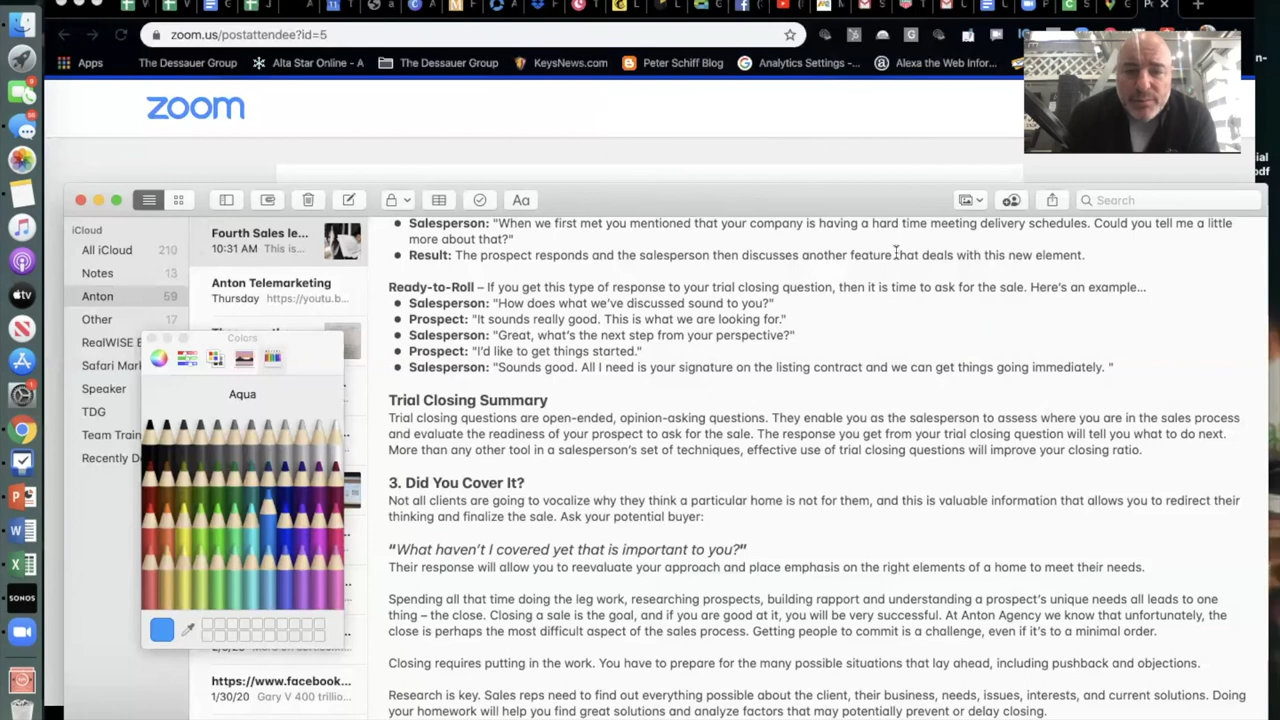 zoom.us/postattendee?id=5
Apps The Dessauer Group Alta Star Online - A The Dessauer Group KeysNews.com Peter Schiff Blog Analytics Settings -... Alexa the Web Infor...
zoom
Aa
Search
iCloud
All iCloud 210
Notes 13
Anton 59
Other 17
RealWISE
Safari Mar
Speaker
TDG
Team Train
Recently D
Fourth Sales le...
10:31 AM This is...
Anton Telemarketing
Thursday https://youtu.b...
Colors
Aqua
https://www.facebook...
1/30/20 Gary V 400 trillio...
• Salesperson: "When we first met you mentioned that your company is having a hard time meeting delivery schedules. Could you tell me a little
more about that?"
• Result: The prospect responds and the salesperson then discusses another feature that deals with this new element.
Ready-to-Roll – If you get this type of response to your trial closing question, then it is time to ask for the sale. Here's an example...
• Salesperson: "How does what we've discussed sound to you?"
• Prospect: "It sounds really good. This is what we are looking for."
• Salesperson: "Great, what's the next step from your perspective?"
• Prospect: "I'd like to get things started."
• Salesperson: "Sounds good. All I need is your signature on the listing contract and we can get things going immediately. "
Trial Closing Summary
Trial closing questions are open-ended, opinion-asking questions. They enable you as the salesperson to assess where you are in the sales process
and evaluate the readiness of your prospect to ask for the sale. The response you get from your trial closing question will tell you what to do next.
More than any other tool in a salesperson's set of techniques, effective use of trial closing questions will improve your closing ratio.
3. Did You Cover It?
Not all clients are going to vocalize why they think a particular home is not for them, and this is valuable information that allows you to redirect their
thinking and finalize the sale. Ask your potential buyer:
"What haven't I covered yet that is important to you?"
Their response will allow you to reevaluate your approach and place emphasis on the right elements of a home to meet their needs.
Spending all that time doing the leg work, researching prospects, building rapport and understanding a prospect's unique needs all leads to one
thing – the close. Closing a sale is the goal, and if you are good at it, you will be very successful. At Anton Agency we know that unfortunately, the
close is perhaps the most difficult aspect of the sales process. Getting people to commit is a challenge, even if it's to a minimal order.
Closing requires putting in the work. You have to prepare for the many possible situations that lay ahead, including pushback and objections.
Research is key. Sales reps need to find out everything possible about the client, their business, needs, issues, interests, and current solutions. Doing
your homework will help you find great solutions and analyze factors that may potentially prevent or delay closing.
SONOS